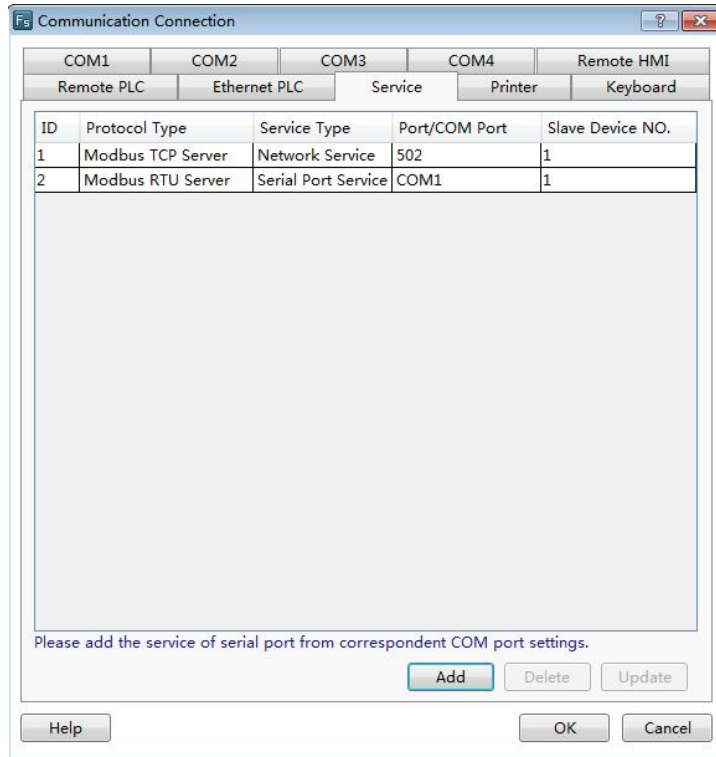 Fs Communication Connection ?
COM1 COM2 COM3 COM4 Remote HMI
Remote PLC Ethernet PLC Service Printer Keyboard
ID Protocol Type Service Type Port/COM Port Slave Device NO.
1 Modbus TCP Server Network Service 502 1
2 Modbus RTU Server Serial Port Service COM1 1
Please add the service of serial port from correspondent COM port settings.
Add Delete Update
Help OK Cancel